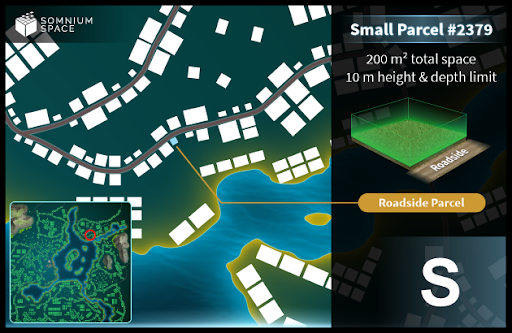 SOMNIUM
SPACE
Small Parcel #2379
200 m² total space
10 m height & depth limit
Roadside
Roadside Parcel
S